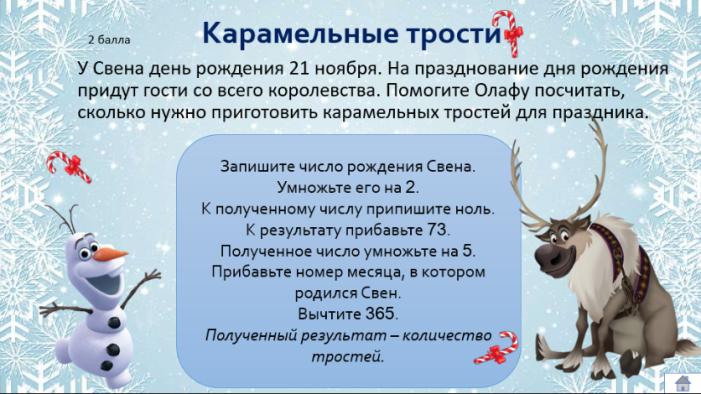 2 балла
Карамельные трости
У Свена день рождения 21 ноября. На празднование дня рождения
придут гости со всего королевства. Помогите Олафу посчитать,
сколько нужно приготовить карамельных тростей для праздника.
Запишите число рождения Свена.
Умножьте его на 2.
К полученному числу припишите ноль.
К результату прибавьте 73.
Полученное число умножьте на 5.
Прибавьте номер месяца, в котором
родился Свен.
Вычтите 365.
Полученный результат – количество
тростей.